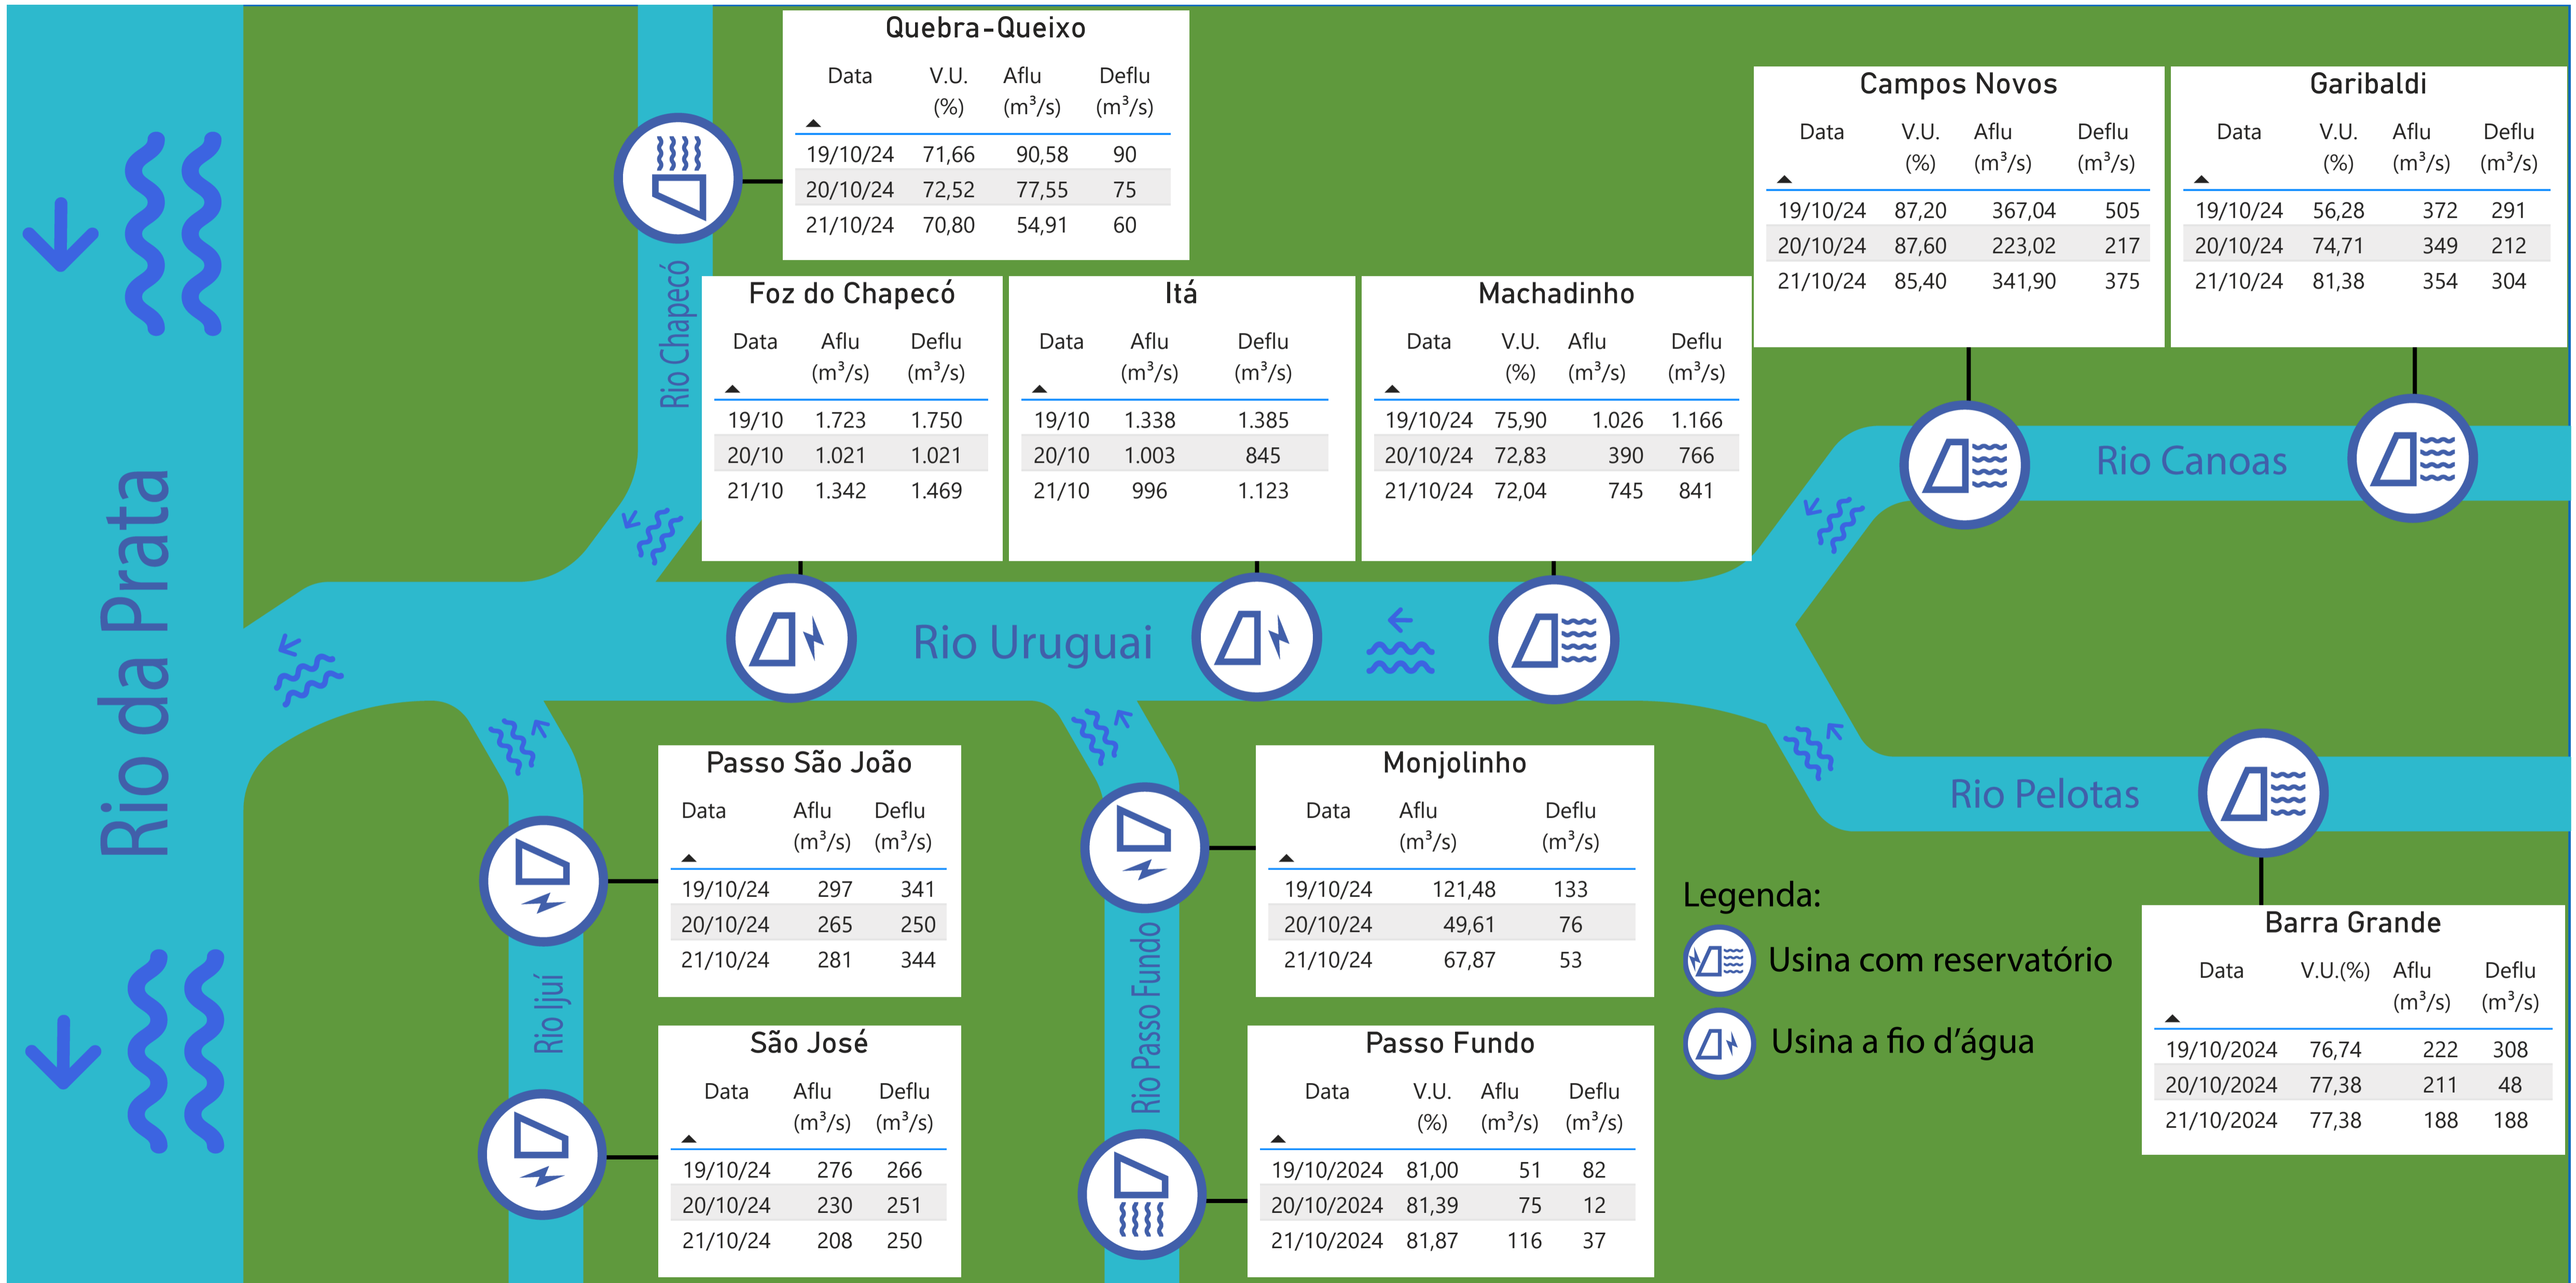 Rio da Prata
Quebra-Queixo
Data V.U. (%) Aflu (m³/s) Deflu (m³/s)
19/10/24 71,66 90,58 90
20/10/24 72,52 77,55 75
21/10/24 70,80 54,91 60
Rio Chapecó
Campos Novos
Data V.U. (%) Aflu (m³/s) Deflu (m³/s)
19/10/24 87,20 367,04 505
20/10/24 87,60 223,02 217
21/10/24 85,40 341,90 375
Garibaldi
Data V.U. (%) Aflu (m³/s) Deflu (m³/s)
19/10/24 56,28 372 291
20/10/24 74,71 349 212
21/10/24 81,38 354 304
Foz do Chapecó
Data Aflu (m³/s) Deflu (m³/s)
19/10 1.723 1.750
20/10 1.021 1.021
21/10 1.342 1.469
Itá
Data Aflu (m³/s) Deflu (m³/s)
19/10 1.338 1.385
20/10 1.003 845
21/10 996 1.123
Machadinho
Data V.U. (%) Aflu (m³/s) Deflu (m³/s)
19/10/24 75,90 1.026 1.166
20/10/24 72,83 390 766
21/10/24 72,04 745 841
Rio Canoas
Rio Uruguai
Rio Pelotas
Passo São João
Data Aflu (m³/s) Deflu (m³/s)
19/10/24 297 341
20/10/24 265 250
21/10/24 281 344
Rio Ijuí
São José
Data Aflu (m³/s) Deflu (m³/s)
19/10/24 276 266
20/10/24 230 251
21/10/24 208 250
Monjolinho
Data Aflu (m³/s) Deflu (m³/s)
19/10/24 121,48 133
20/10/24 49,61 76
21/10/24 67,87 53
Rio Passo Fundo
Passo Fundo
Data V.U. (%) Aflu (m³/s) Deflu (m³/s)
19/10/2024 81,00 51 82
20/10/2024 81,39 75 12
21/10/2024 81,87 116 37
Legenda:
Usina com reservatório
Usina a fio d’água
Barra Grande
Data V.U.(%) Aflu (m³/s) Deflu (m³/s)
19/10/2024 76,74 222 308
20/10/2024 77,38 211 48
21/10/2024 77,38 188 188